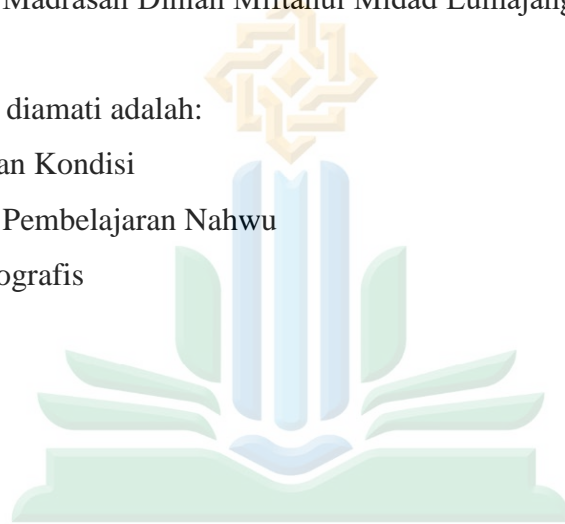 Madrasah Diniah Miftahul Midad Lumajang
diamati adalah:
an Kondisi
Pembelajaran Nahwu
ografis